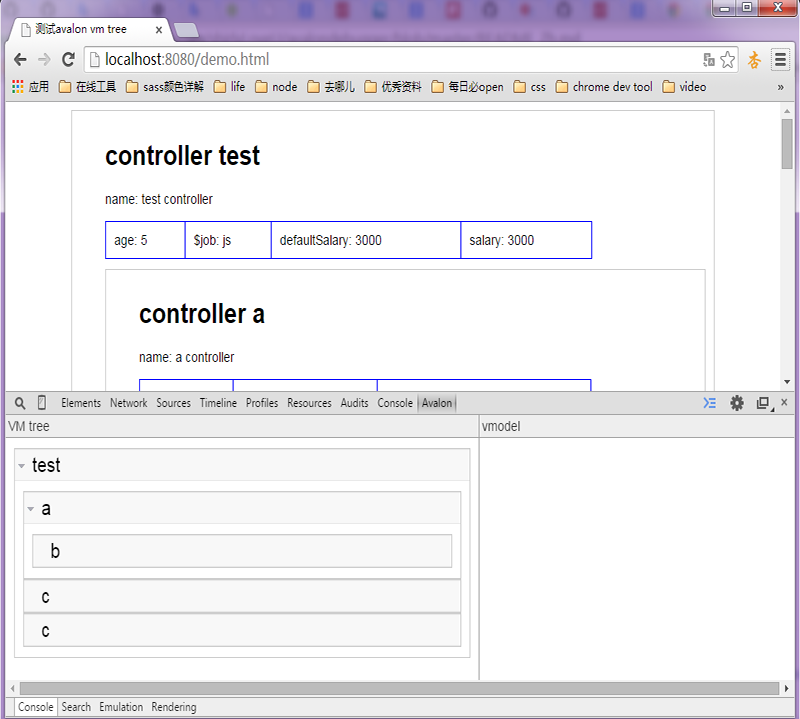 测试avalon vm tree
localhost:8080/demo.html
应用 在线工具 sass颜色详解 life node 去哪儿 优秀资料 每日必open css chrome dev tool video »
controller test
name: test controller
age: 5 $job: js defaultSalary: 3000 salary: 3000
controller a
name: a controller
Elements Network Sources Timeline Profiles Resources Audits Console Avalon
VM tree vmodel
test
a
b
c
c
Console Search Emulation Rendering